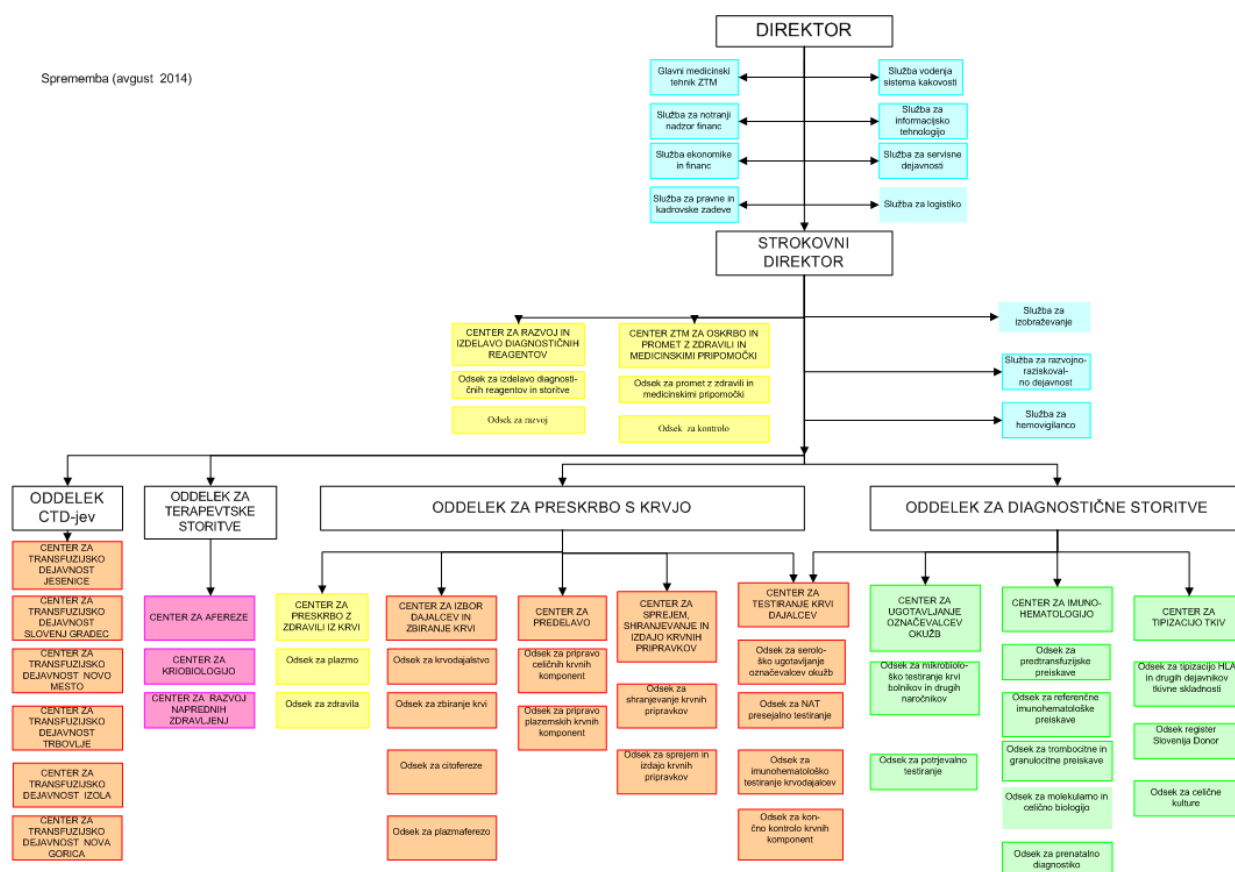 DIREKTOR
Sprememba (avgust 2014)
Glavni medicinski
tehnik ZTM
Služba vodenja
sistema kakovosti
Služba za notranji
nadzor financ
Služba za
informacijsko
tehnologijo
Služba ekonomike
in financ
Služba za servisne
dejavnosti
Služba za pravne in
kadrovske zadeve
Služba za logistiko
STROKOVNI
DIREKTOR
CENTER ZA RAZVOJ IN
IZDELAVO DIAGNOSTIČNIH
REAGENTOV
Odsek za izdelavo diagnosti-
čnih reagentov in storitve
Odsek za razvoj
CENTER ZTM ZA OSKRBO IN
PROMET Z ZDRAVILI IN
MEDICINSKIMI PRIPOMOČKI
Odsek za promet z zdravili in
medicinskimi pripomočki
Odsek za kontrolo
Služba za
izobraževanje
Služba za razvojno-
raziskoval-
no dejavnost
Služba za
hemovigilanco
ODDELEK
CTD-jev
CENTER ZA
TRANSFUZIJSKO
DEJAVNOST
JESENICE
CENTER ZA
TRANSFUZIJSKO
DEJAVNOST
SLOVENJ GRADEC
CENTER ZA
TRANSFUZIJSKO
DEJAVNOST NOVO
MESTO
CENTER ZA
TRANSFUZIJSKO
DEJAVNOST
TRBOVLJE
CENTER ZA
TRANSFUZIJSKO
DEJAVNOST IZOLA
CENTER ZA
TRANSFUZIJSKO
DEJAVNOST NOVA
GORICA
ODDELEK ZA
TERAPEVTSKE
STORITVE
CENTER ZA AFEREZE
CENTER ZA
KRIOBIOLOGIJO
CENTER ZA RAZVOJ
NAPREDNIH
ZDRAVLJENJ
ODDELEK ZA PRESKRBO S KRVJO
CENTER ZA
PRESKRBO Z
ZDRAVILI IZ KRVI
Odsek za plazmo
Odsek za zdravila
CENTER ZA IZBOR
DAJALCEV IN
ZBIRANJE KRVI
Odsek za krvodajalstvo
Odsek za zbiranje krvi
Odsek za citofereze
Odsek za plazmaferezo
CENTER ZA
PREDELAVO
Odsek za pripravo
celičnih krvnih
komponent
Odsek za pripravo
plazemskih krvnih
komponent
CENTER ZA
SPREJEM,
SHRANJEVANJE IN
IZDAJO KRVNIH
PRIPRAVKOV
Odsek za
shranjevanje krvnih
pripravkov
Odsek za sprejem in
izdajo krvnih
pripravkov
CENTER ZA
TESTIRANJE KRVI
DAJALCEV
Odsek za serolo-
ško ugotavljanje
označevalcev okužb
Odsek za NAT
presejalno testiranje
Odsek za
imunohematološko
testiranje krvodajalcev
Odsek za kon-
čno kontrolo krvnih
komponent
ODDELEK ZA DIAGNOSTIČNE STORITVE
CENTER ZA
UGOTAVLJANJE
OZNAČEVALCEV
OKUŽB
Odsek za mikrobiolo-
ško testiranje krvi
bolnikov in drugih
naročnikov
Odsek za potrjevalno
testiranje
CENTER ZA IMUNO-
HEMATOLOGIJO
Odsek za
predtransfuzijske
preiskave
Odsek za referenčne
imunohematološke
preiskave
Odsek za trombocitne in
granulocitne preiskave
Odsek za molekularno in
celično biologijo
Odsek za prenatalno
diagnostiko
CENTER ZA
TIPIZACIJO TKIV
Odsek za tipizacijo HLA
in drugih dejavnikov
tkivne skladnosti
Odsek register
Slovenija Donor
Odsek za celične
kulture